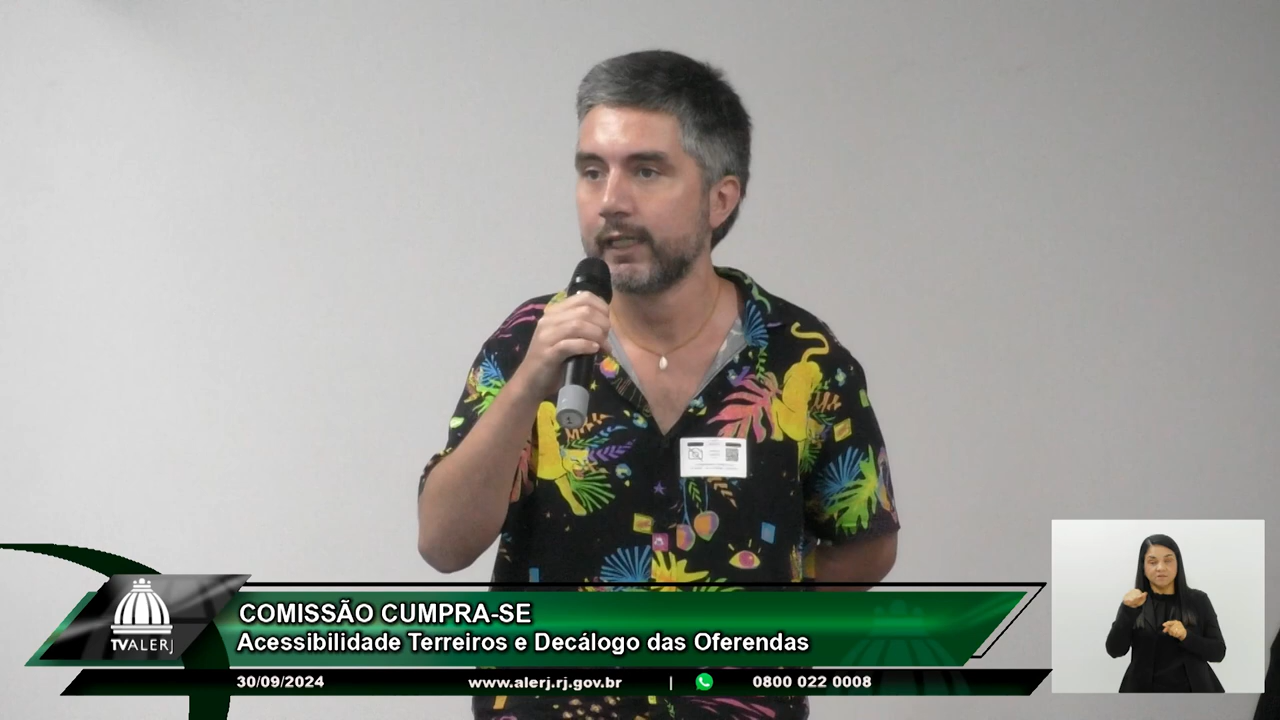 COMISSÃO CUMPRA-SE
Acessibilidade Terreiros e Decálogo das Oferendas
TVALERJ
30/09/2024 www.alerj.rj.gov.br | 0800 022 0008